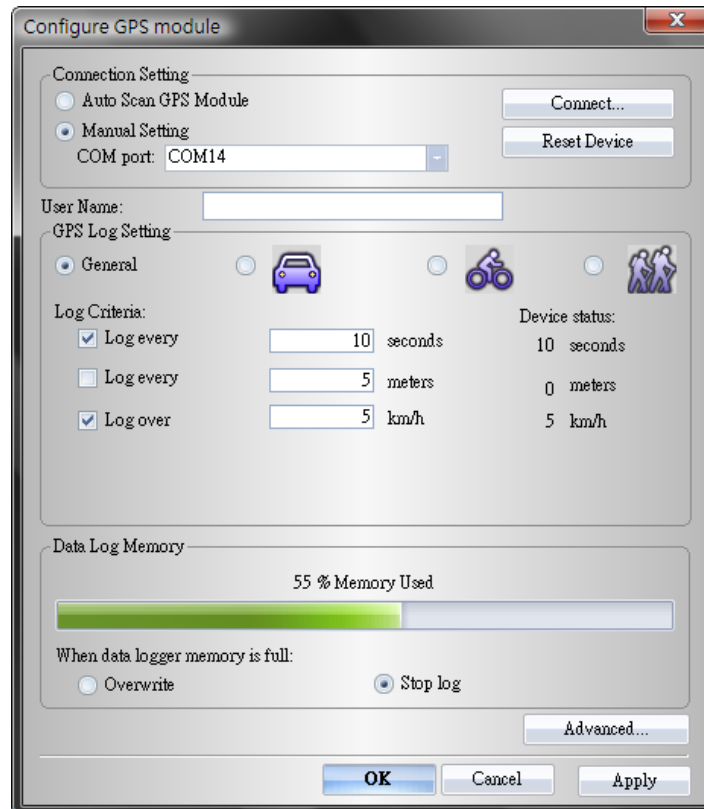 Configure GPS module
Connection Setting
Auto Scan GPS Module
Connect...
Manual Setting
Reset Device
COM port: COM14
User Name:
GPS Log Setting
General
Log Criteria:
Device status:
Log every 10 seconds 10 seconds
Log every 5 meters 0 meters
Log over 5 km/h 5 km/h
Data Log Memory
55 % Memory Used
When data logger memory is full:
Overwrite Stop log
Advanced...
OK Cancel Apply